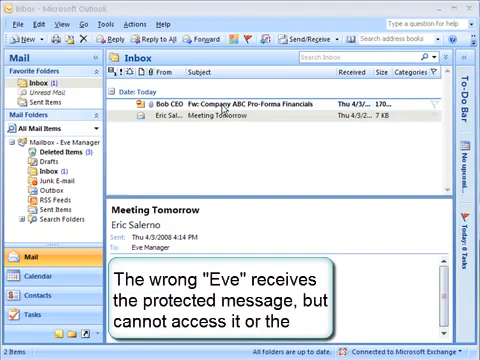 Inbox - Microsoft Outlook
File Edit View Go Tools Actions Help Type a question for help
New Reply Reply to All Forward Send/Receive Search address books
Mail
Favorite Folders
Inbox (1)
Unread Mail
Sent Items
Mail Folders
All Mail Items
Mailbox - Eve Manager
Deleted Items (3)
Drafts
Inbox (1)
Junk E-mail
Outbox
RSS Feeds
Sent Items
Search Folders
Mail
Calendar
Contacts
Tasks
Inbox Search Inbox
From Subject Received Size Categories
Date: Today
Bob CEO Fw: Company ABC Pro-Forma Financials Thu 4/3/... 170...
Eric Sal... Meeting Tomorrow Thu 4/3/... 7 KB
Meeting Tomorrow
Eric Salerno
Sent: Thu 4/3/2008 4:14 PM
To: Eve Manager
The wrong "Eve" receives
the protected message, but
cannot access it or the
To-Do Bar
No upcomi...
Today: 0 Tasks
2 Items All folders are up to date. Connected to Microsoft Exchange